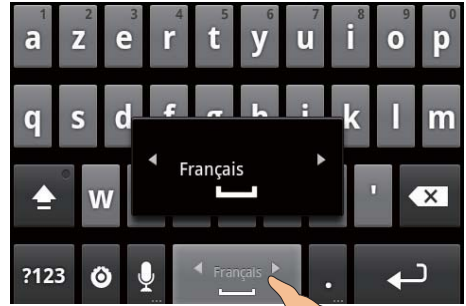 1 2 3 4 5 6 7 8 9 0
a z e r t y u i o p
q s d k l m
Français
w '
?123 Français . ...